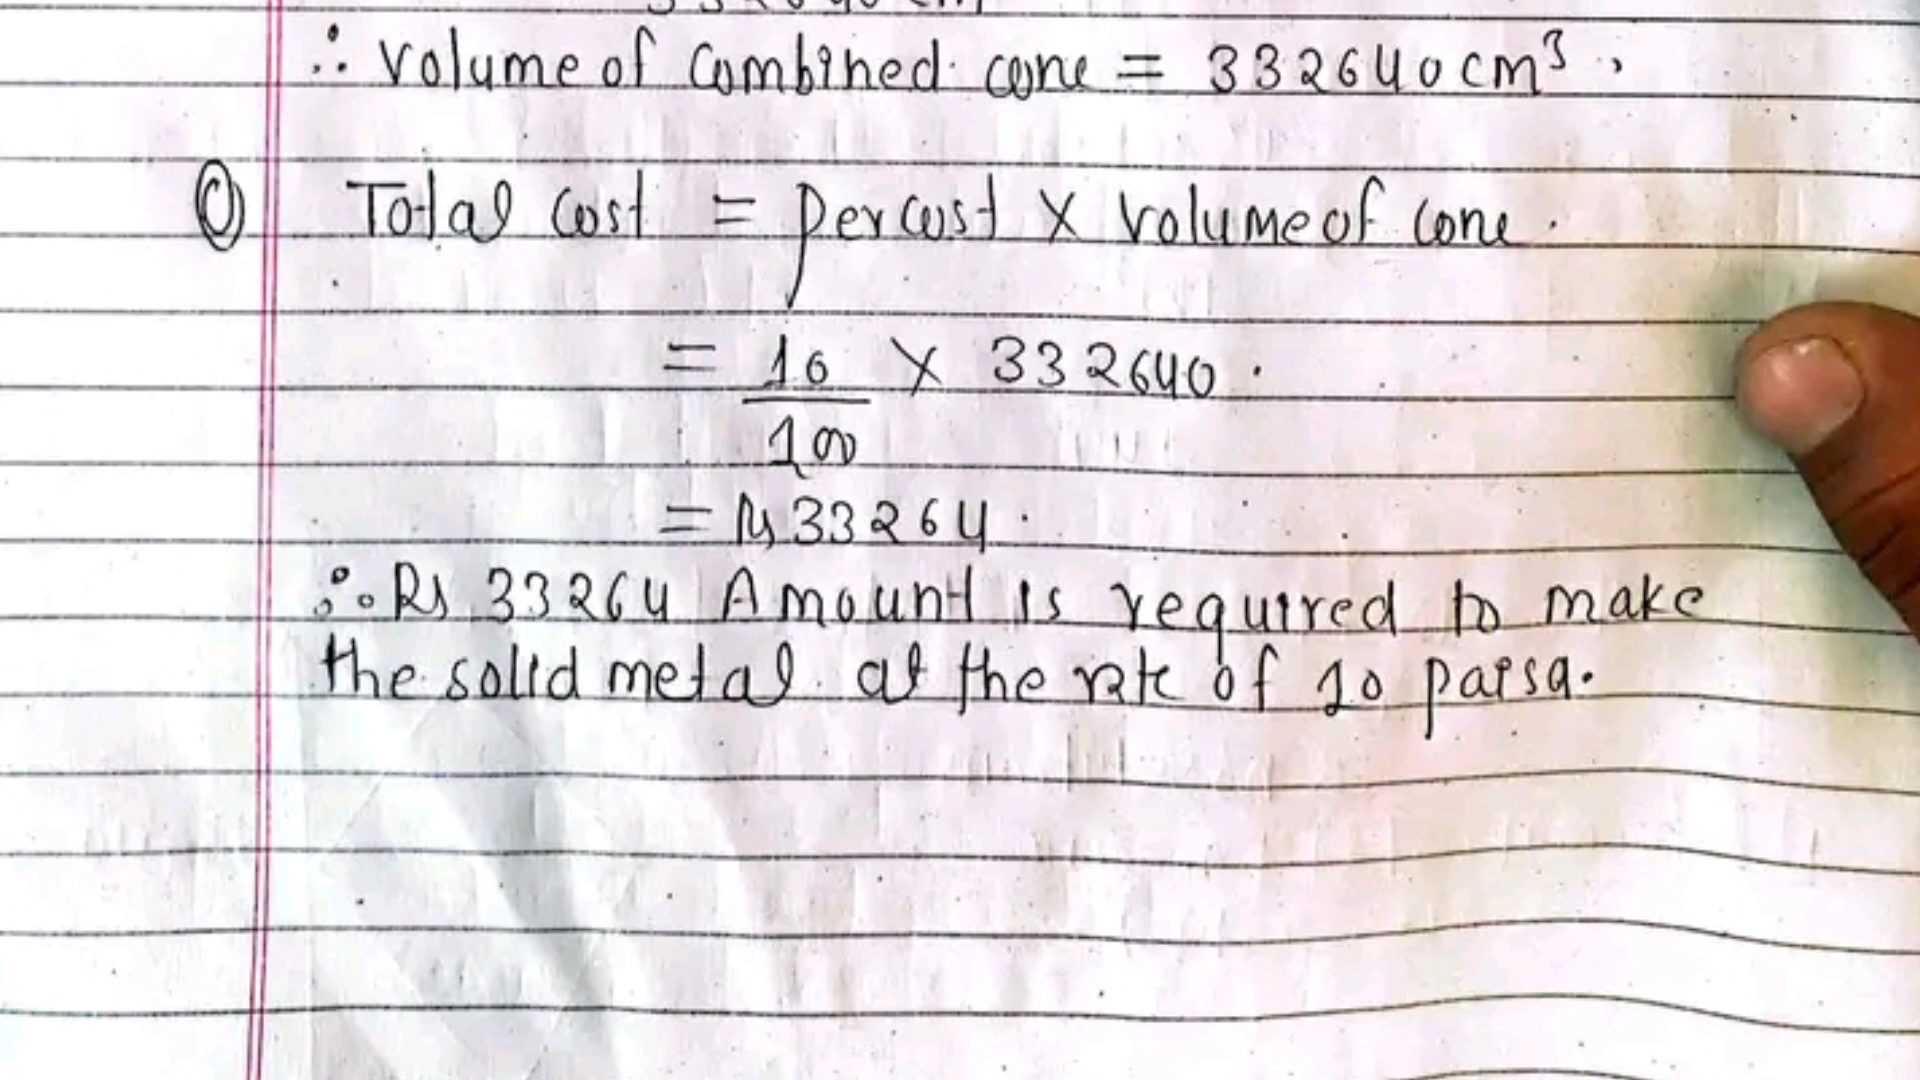 ∴ volume of combined cone = 332640 cm³.
(C) Total cost = per cost × volume of cone.
= 10/100 × 332640.
= Rs 33264.
∴ Rs 33264 Amount is required to make
the solid metal at the rate of 10 paisa.